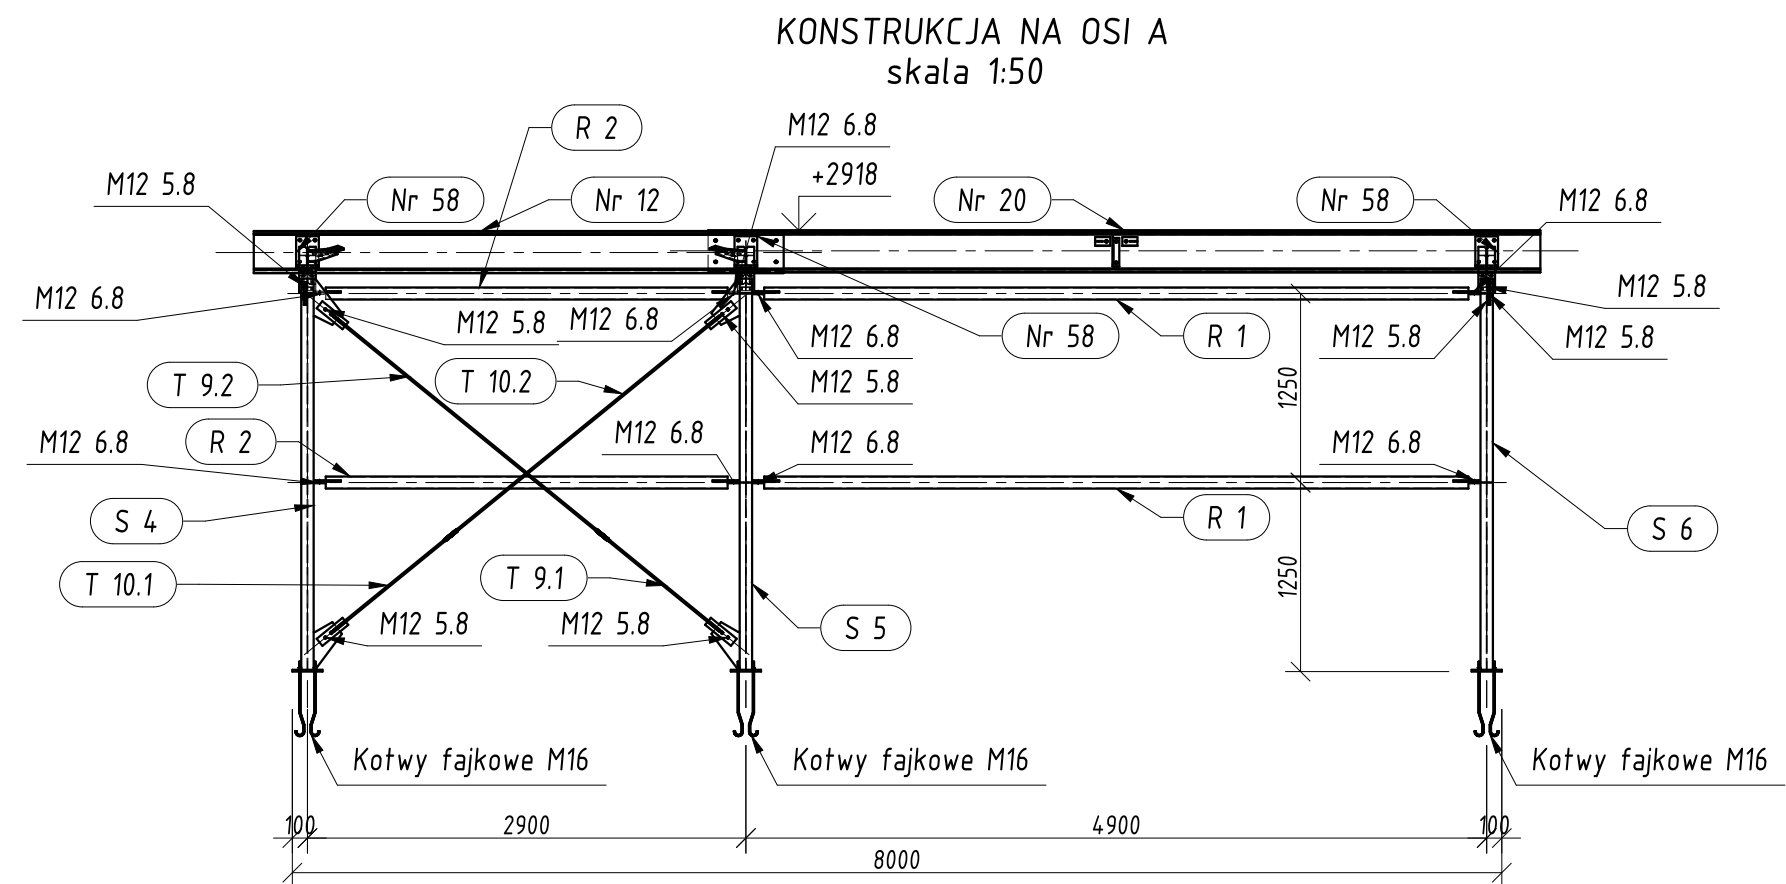 KONSTRUKCJA NA OSI A
skala 1:50
R 2
M12 6.8
M12 5.8
+2918
Nr 58
Nr 12
Nr 20
Nr 58
M12 6.8
M12 6.8
M12 5.8
M12 5.8
M12 6.8
M12 6.8
Nr 58
R 1
M12 5.8
M12 5.8
T 9.2
T 10.2
M12 5.8
1250
M12 6.8
R 2
M12 6.8
M12 6.8
M12 6.8
S 4
R 1
S 6
T 10.1
T 9.1
1250
M12 5.8
M12 5.8
S 5
Kotwy fajkowe M16
Kotwy fajkowe M16
Kotwy fajkowe M16
100
2900
4900
100
8000